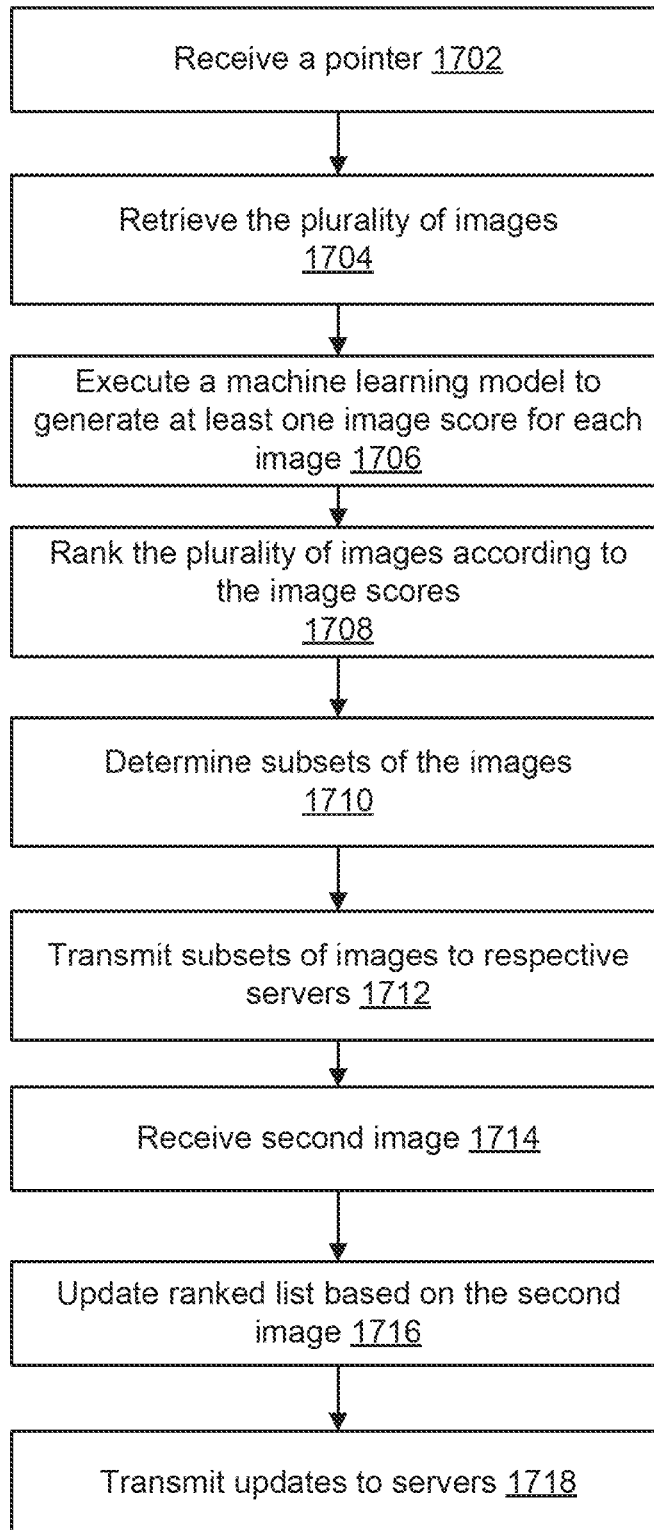 Receive a pointer 1702
Retrieve the plurality of images
1704
Execute a machine learning model to
generate at least one image score for each
image 1706
Rank the plurality of images according to
the image scores
1708
Determine subsets of the images
1710
Transmit subsets of images to respective
servers 1712
Receive second image 1714
Update ranked list based on the second
image 1716
Transmit updates to servers 1718